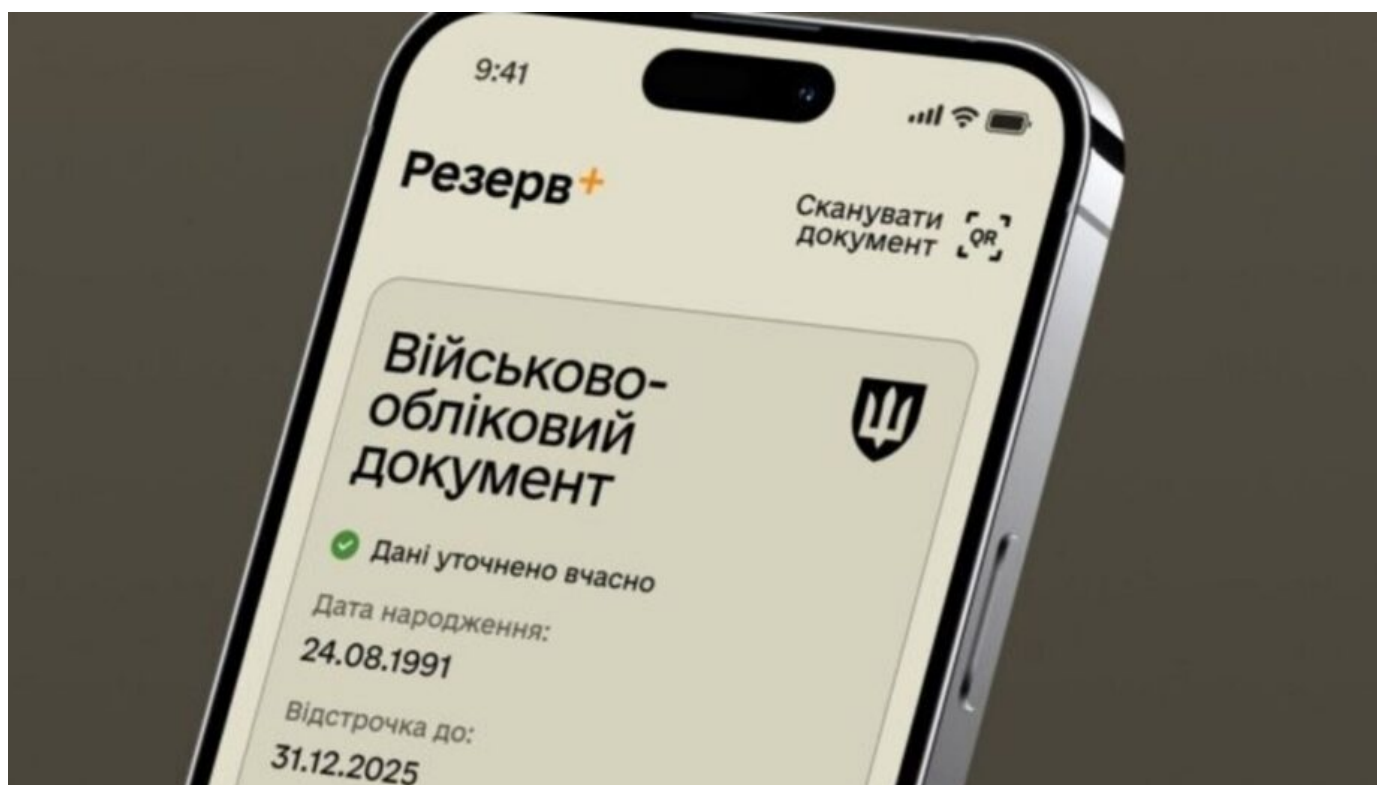 9:41
Резерв+
Сканувати
документ
QR
Військово-
обліковий
документ
Дані уточнено вчасно
Дата народження:
24.08.1991
Відстрочка до:
31.12.2025